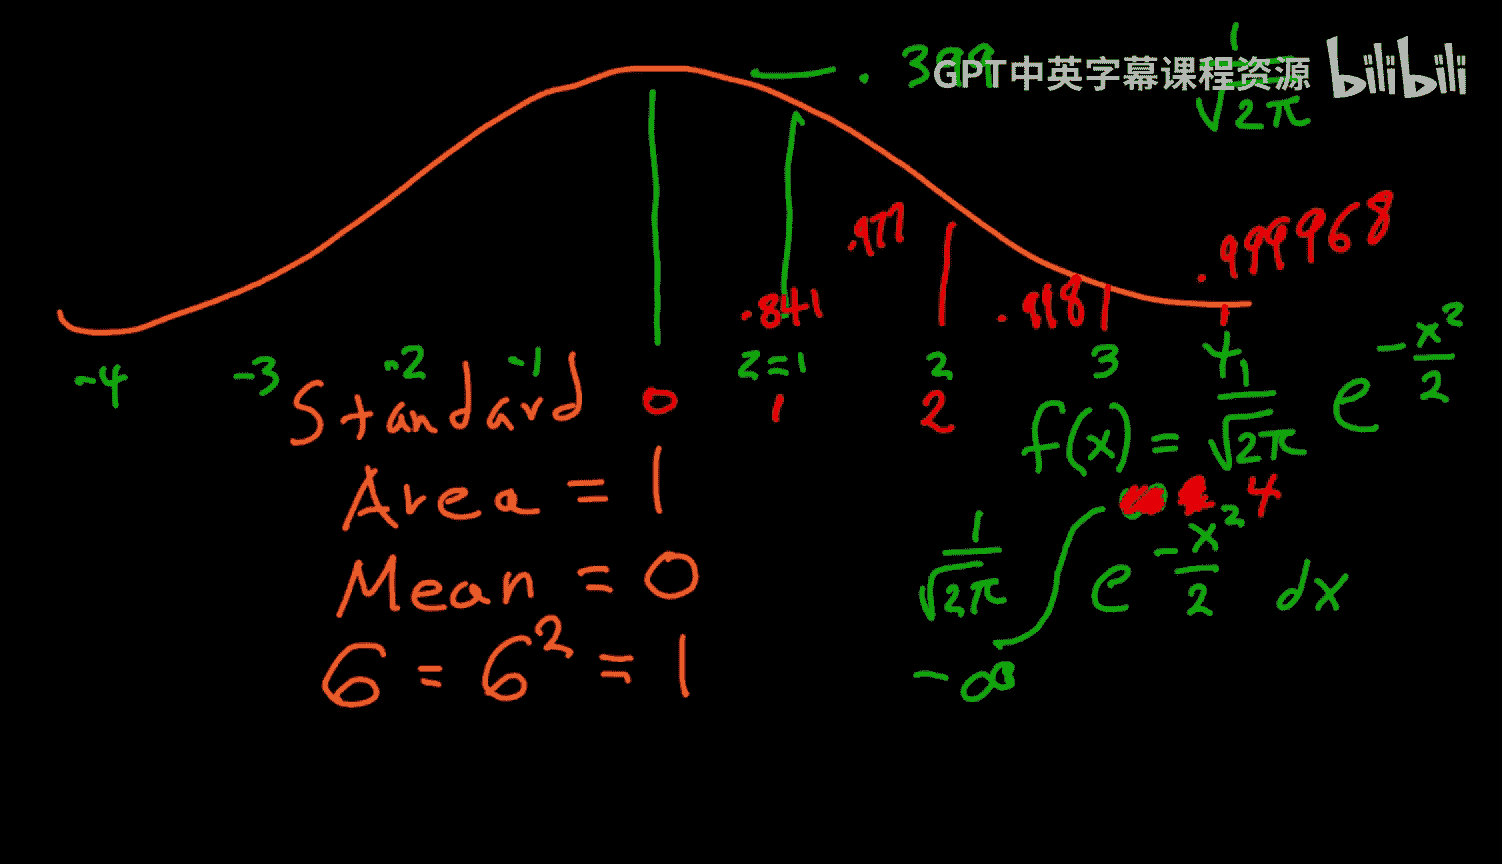 .399 1/√2π
GPT中英字幕课程资源 bilibili
.977 .999968
.841 .9981
-4 -3 -2 -1 z=1 2 3 4
0 1 2
Standard
f(x) = 1/√2π e^(-x²/2)
Area = 1
4
1/√2π ∫ e^(-x²/2) dx
Mean = 0
-∞
6 = 6² = 1